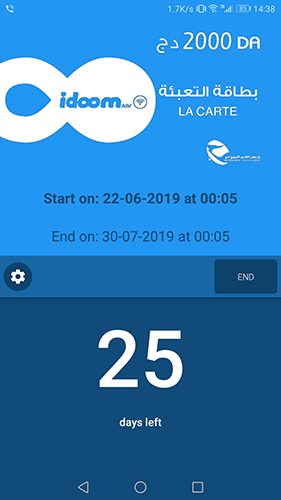 1.7K/s 85 14:38
2000 DA دج
idoom Adsl
بطاقة التعبئة
LA CARTE
اتصالات الجزائر
Start on: 22-06-2019 at 00:05
End on: 30-07-2019 at 00:05
END
25
days left